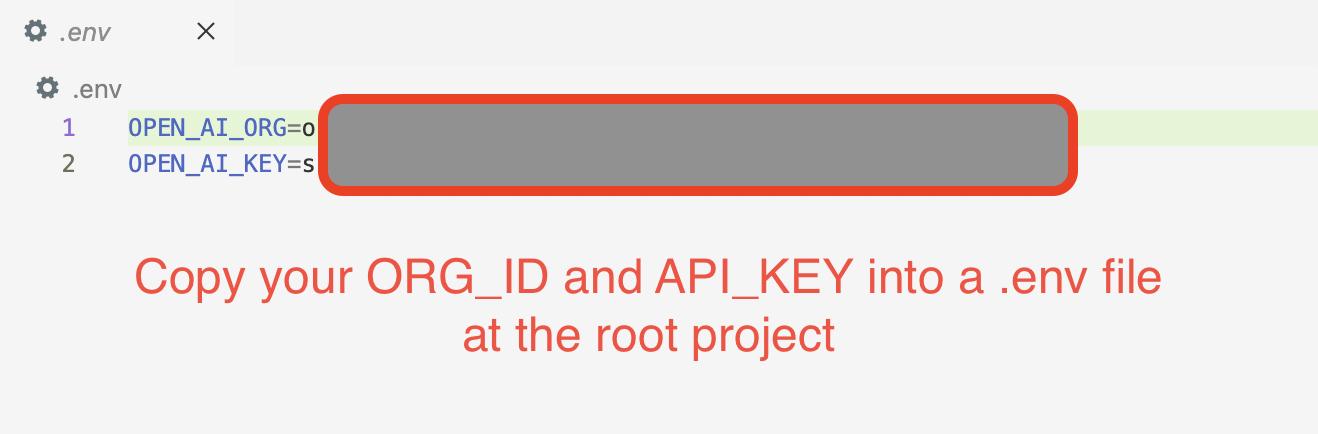 .env
.env
1 OPEN_AI_ORG=o
2 OPEN_AI_KEY=s
Copy your ORG_ID and API_KEY into a .env file
at the root project